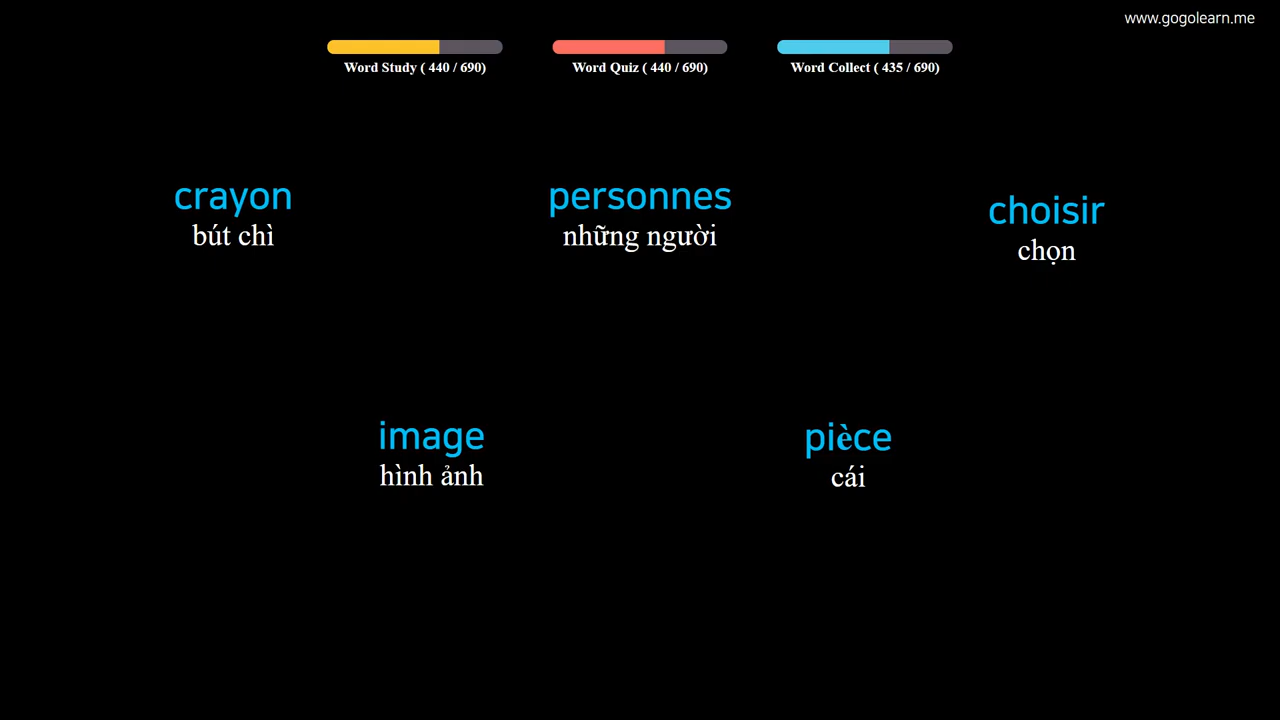 www.gogolearn.me
Word Study ( 440 / 690)
Word Quiz ( 440 / 690)
Word Collect ( 435 / 690)
crayon
bút chì
personnes
những người
choisir
chọn
image
hình ảnh
pièce
cái